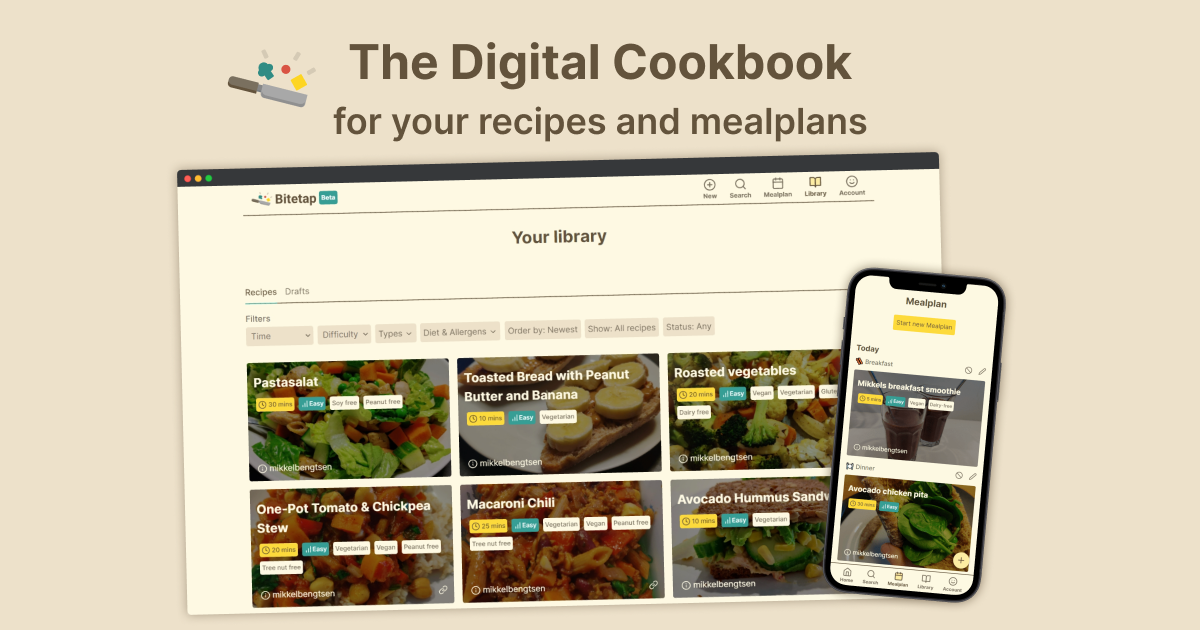 The Digital Cookbook
for your recipes and mealplans
Bitetap Beta
New Search Mealplan Library Account
Your library
Recipes Drafts
Filters
Time Difficulty Types Diet & Allergens Order by: Newest Show: All recipes Status: Any
Pastasalat
30 mins Easy Soy free Peanut free
mikkelbengtsen
Toasted Bread with Peanut
Butter and Banana
10 mins Easy Vegetarian
mikkelbengtsen
Roasted vegetables
20 mins Easy Vegan Vegetarian
Dairy free
mikkelbengtsen
One-Pot Tomato & Chickpea
Stew
20 mins Easy Vegetarian Vegan Peanut free
Tree nut free
mikkelbengtsen
Macaroni Chili
25 mins Easy Vegetarian Vegan Peanut free
Tree nut free
mikkelbengtsen
Avocado Hummus Sandw
10 mins Easy Vegetarian
mikkelbengtsen
Mealplan
Start new Mealplan
Today
Breakfast
Mikkels breakfast smoothie
5 mins Easy Vegan Dairy-free
mikkelbengtsen
Dinner
Avocado chicken pita
Easy
mikkelbengtsen
Home Search Mealplan Library Account